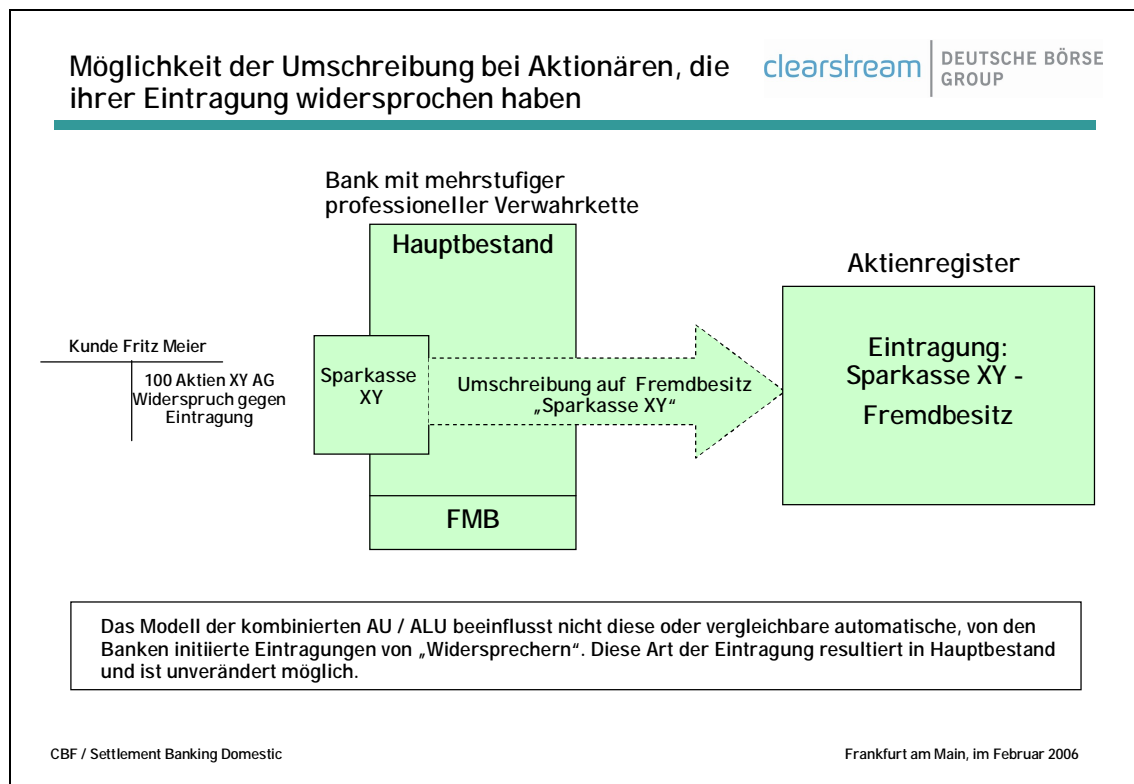 Möglichkeit der Umschreibung bei Aktionären, die
ihrer Eintragung widersprochen haben
clearstream
DEUTSCHE BÖRSE
GROUP
Bank mit mehrstufiger
professioneller Verwahrkette
Hauptbestand
Aktienregister
Kunde Fritz Meier
100 Aktien XY AG
Widerspruch gegen
Eintragung
Sparkasse
XY
Umschreibung auf Fremdbesitz
„Sparkasse XY“
Eintragung:
Sparkasse XY -
Fremdbesitz
FMB
Das Modell der kombinierten AU / ALU beeinflusst nicht diese oder vergleichbare automatische, von den
Banken initiierte Eintragungen von „Widersprechern“. Diese Art der Eintragung resultiert in Hauptbestand
und ist unverändert möglich.
CBF / Settlement Banking Domestic
Frankfurt am Main, im Februar 2006